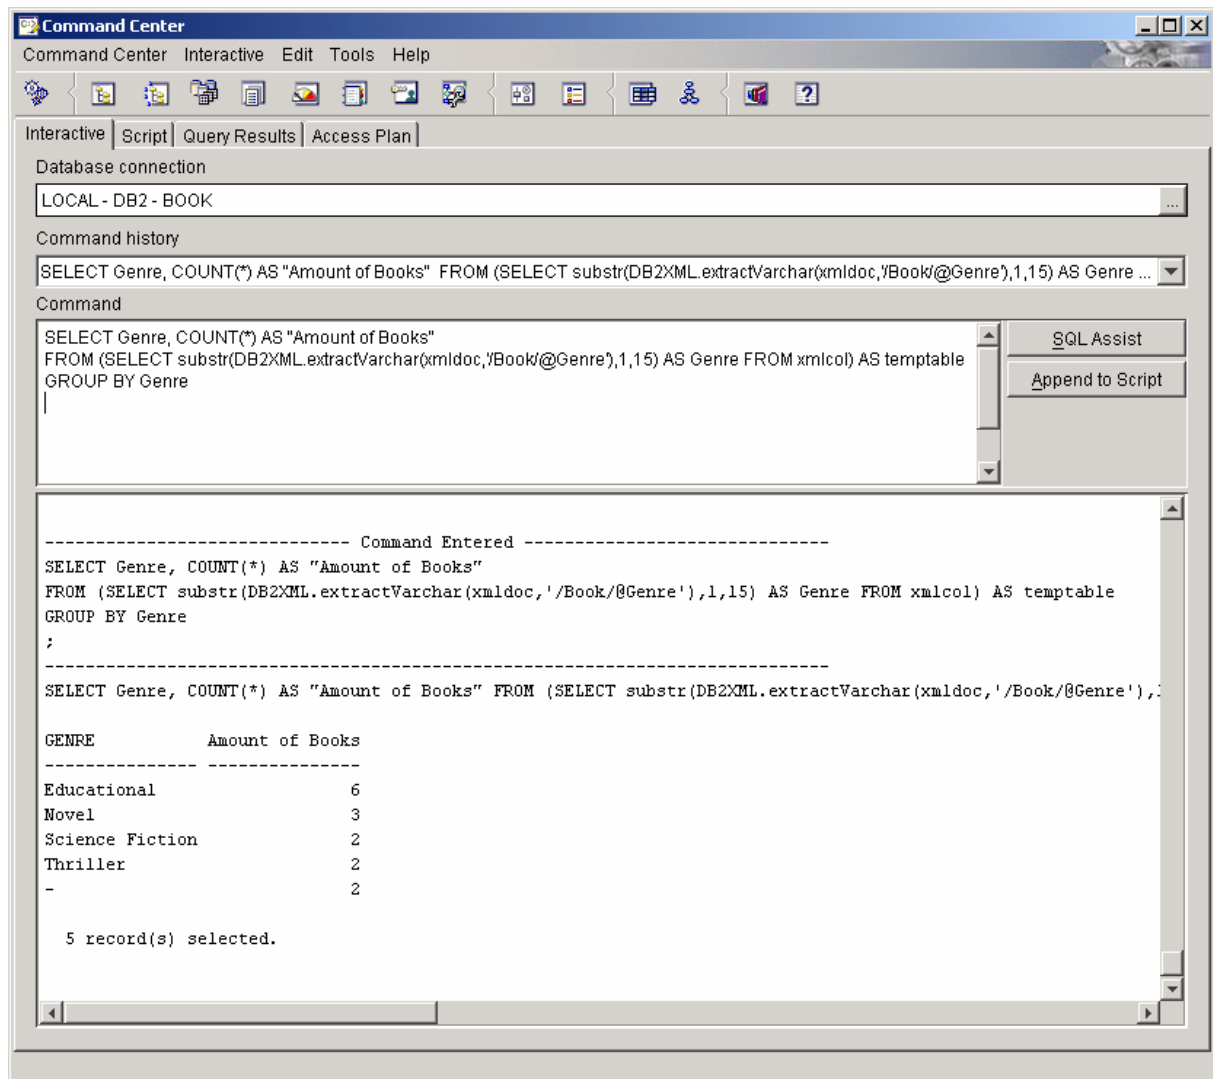 Command Center
Command Center Interactive Edit Tools Help
Interactive Script Query Results Access Plan
Database connection
LOCAL - DB2 - BOOK ...
Command history
SELECT Genre, COUNT(*) AS "Amount of Books"  FROM (SELECT substr(DB2XML.extractVarchar(xmldoc,'/Book/@Genre'),1,15) AS Genre ...
Command
SELECT Genre, COUNT(*) AS "Amount of Books"
FROM (SELECT substr(DB2XML.extractVarchar(xmldoc,'/Book/@Genre'),1,15) AS Genre FROM xmlcol) AS temptable
GROUP BY Genre
SQL Assist
Append to Script
------------------------------ Command Entered ------------------------------
SELECT Genre, COUNT(*) AS "Amount of Books"
FROM (SELECT substr(DB2XML.extractVarchar(xmldoc,'/Book/@Genre'),1,15) AS Genre FROM xmlcol) AS temptable
GROUP BY Genre
;
-----------------------------------------------------------------------------
SELECT Genre, COUNT(*) AS "Amount of Books" FROM (SELECT substr(DB2XML.extractVarchar(xmldoc,'/Book/@Genre'),
GENRE           Amount of Books
--------------- ---------------
Educational                   6
Novel                         3
Science Fiction               2
Thriller                      2
-                             2
5 record(s) selected.